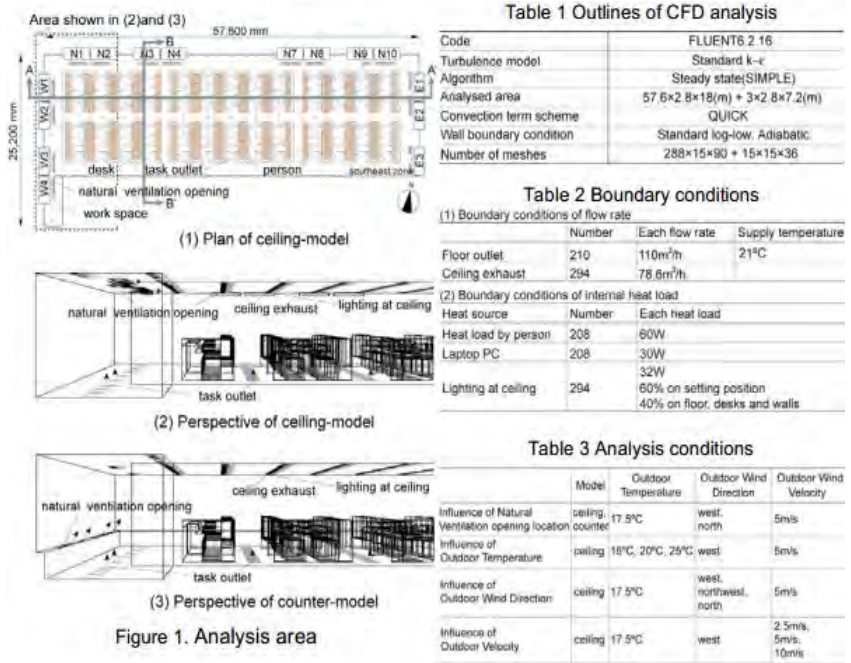 Area shown in (2)and (3)
57,600 mm
B
N1 N2 N3 N4 N7 N8 N9 N10
A A
W1 E1
W2 E2
25,200 mm
W3 E3
W4
desk task outlet person southeast zone
natural ventilation opening
work space
B
N
(1) Plan of ceiling-model
natural ventilation opening ceiling exhaust lighting at ceiling
task outlet
(2) Perspective of ceiling-model
ceiling exhaust lighting at ceiling
natural ventilation opening
task outlet
(3) Perspective of counter-model
Figure 1. Analysis area
Table 1 Outlines of CFD analysis
Code FLUENT6.2.16
Turbulence model Standard k-ε
Algorithm Steady state(SIMPLE)
Analysed area 57.6×2.8×18(m) + 3×2.8×7.2(m)
Convection term scheme QUICK
Wall boundary condition Standard log-low. Adiabatic
Number of meshes 288×15×90 + 15×15×36
Table 2 Boundary conditions
(1) Boundary conditions of flow rate
Number Each flow rate Supply temperature
Floor outlet 210 110m³/h 21ºC
Ceiling exhaust 294 78.6m³/h
(2) Boundary conditions of internal heat load
Heat source Number Each heat load
Heat load by person 208 60W
Laptop PC 208 30W
32W
Lighting at ceiling 294 60% on setting position
40% on floor, desks and walls
Table 3 Analysis conditions
Model Outdoor Temperature Outdoor Wind Direction Outdoor Wind Velocity
Influence of Natural
Ventilation opening location ceiling, counter 17.5ºC west, north 5m/s
Influence of
Outdoor Temperature ceiling 15ºC, 20ºC, 25ºC west 5m/s
Influence of
Outdoor Wind Direction ceiling 17.5ºC west, northwest, north 5m/s
Influence of
Outdoor Velocity ceiling 17.5ºC west 2.5m/s, 5m/s, 10m/s